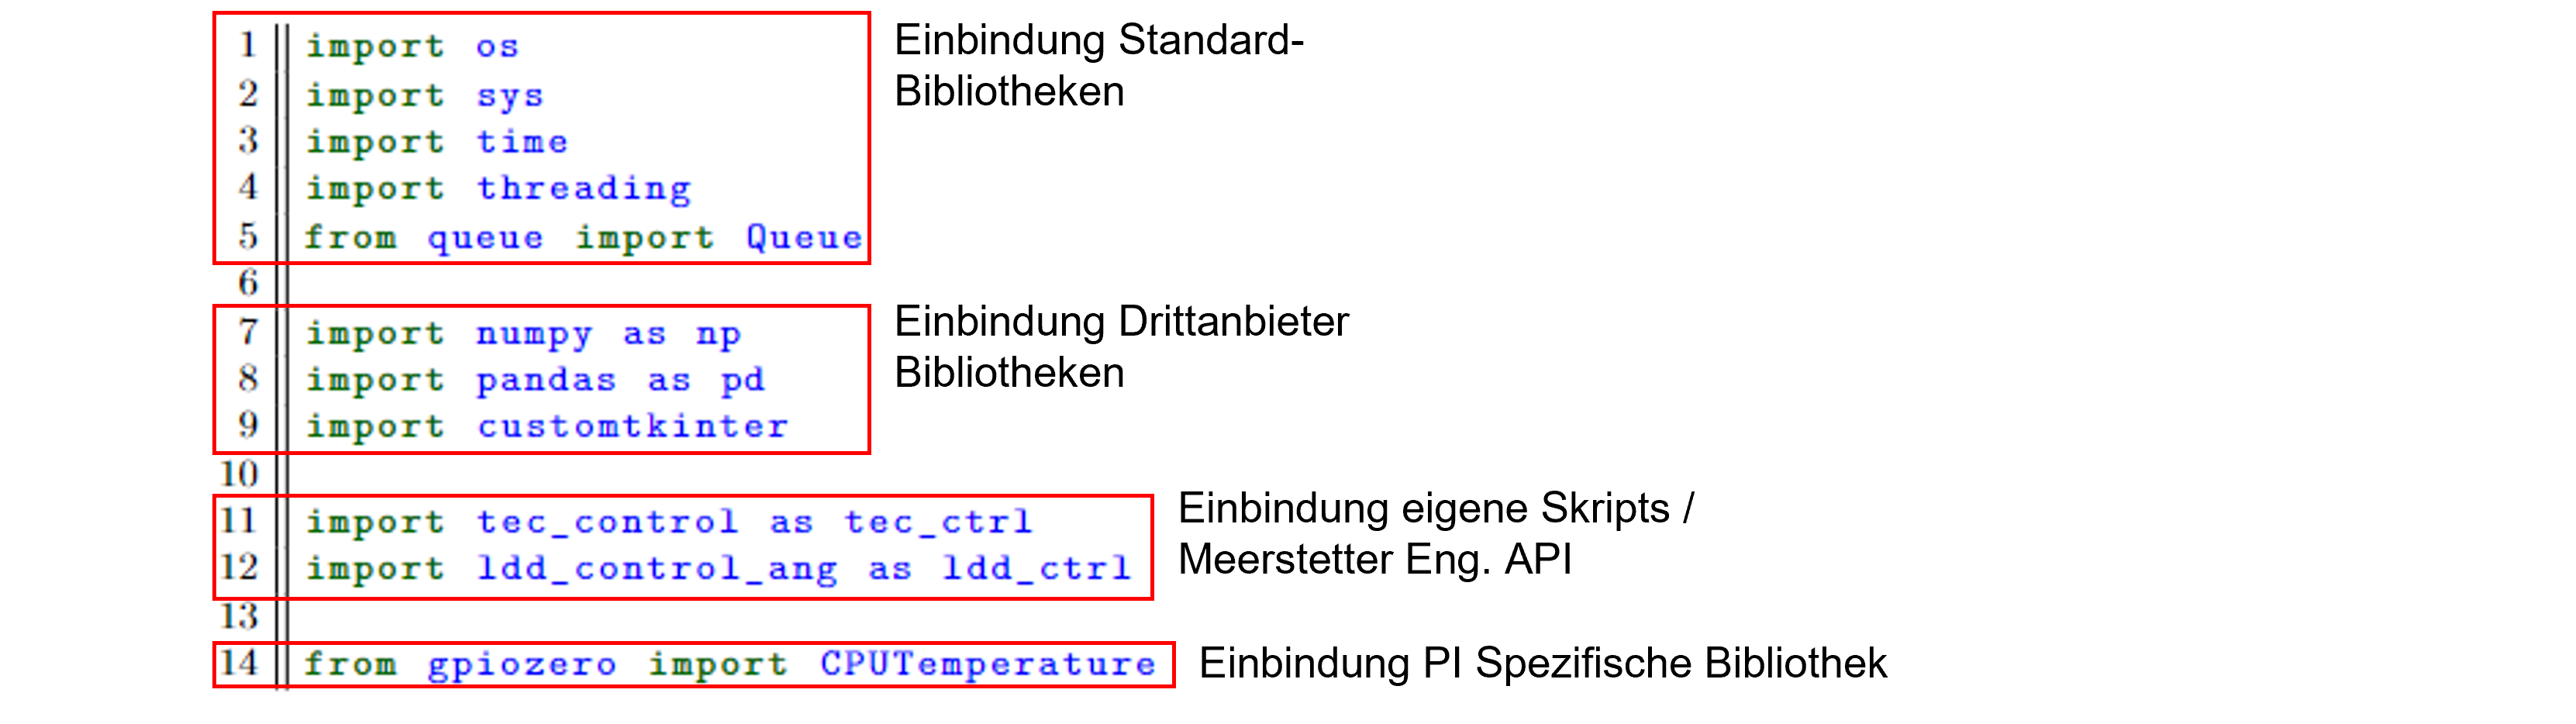 1 import os
2 import sys
3 import time
4 import threading
5 from queue import Queue
6
7 import numpy as np
8 import pandas as pd
9 import customtkinter
10
11 import tec_control as tec_ctrl
12 import ldd_control_ang as ldd_ctrl
13
14 from gpiozero import CPUTemperature
Einbindung Standard-
Bibliotheken
Einbindung Drittanbieter
Bibliotheken
Einbindung eigene Skripts /
Meerstetter Eng. API
Einbindung PI Spezifische Bibliothek